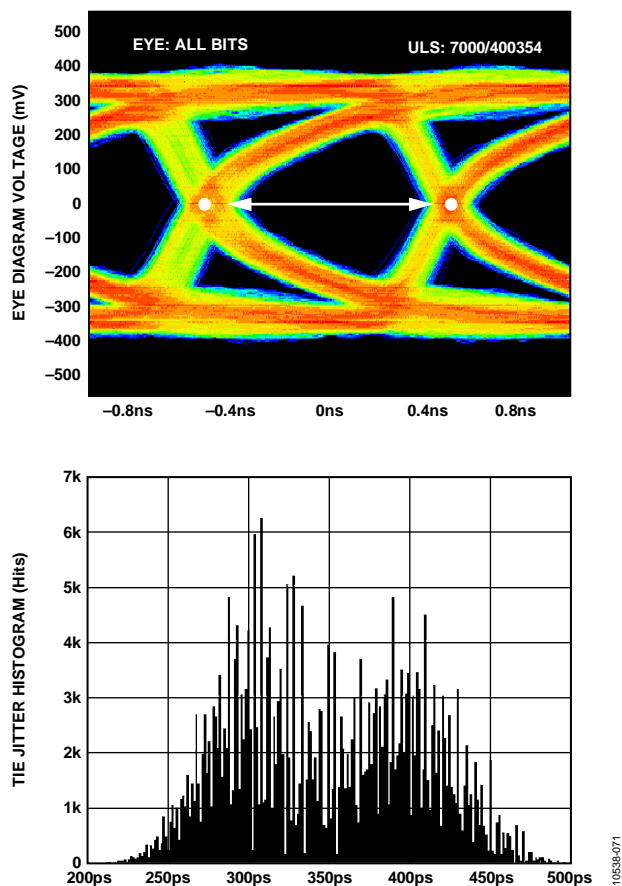 EYE: ALL BITS
ULS: 7000/400354
EYE DIAGRAM VOLTAGE (mV)
500
400
300
200
100
0
–100
–200
–300
–400
–500
–0.8ns
–0.4ns
0ns
0.4ns
0.8ns
TIE JITTER HISTOGRAM (Hits)
7k
6k
5k
4k
3k
2k
1k
0
200ps
250ps
300ps
350ps
400ps
450ps
500ps
10538-071